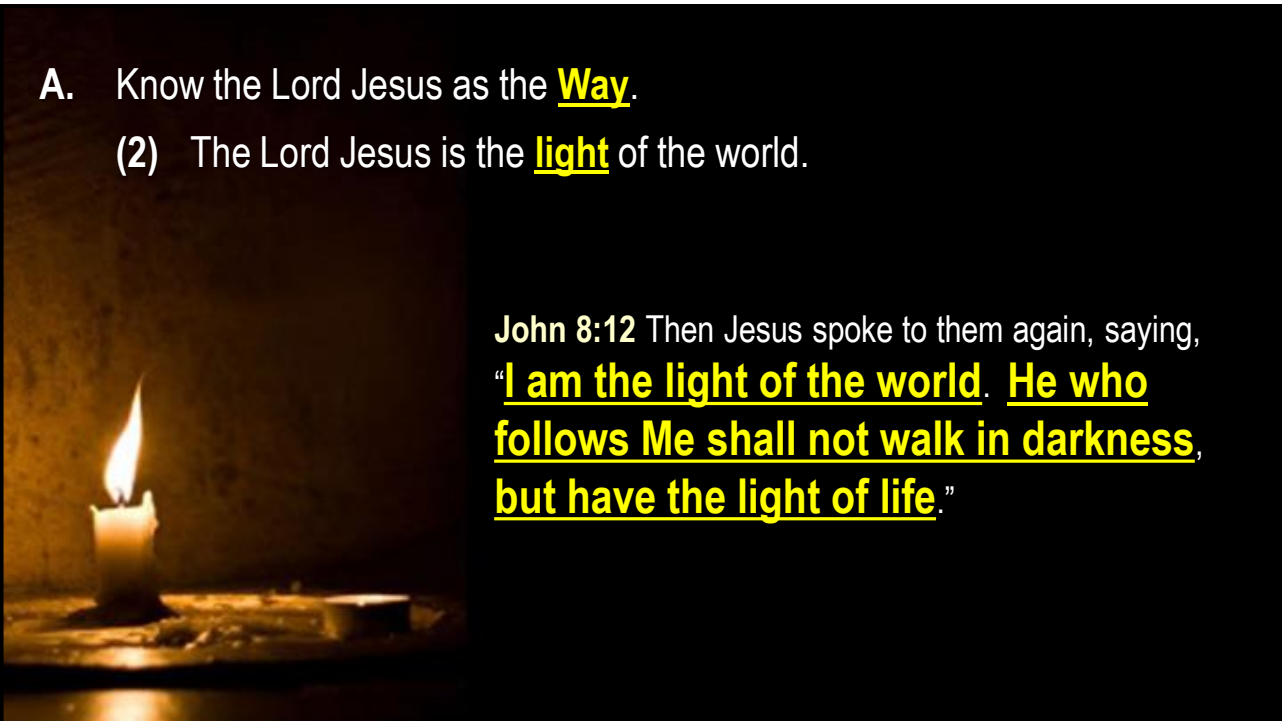 A. Know the Lord Jesus as the Way.
(2) The Lord Jesus is the light of the world.
John 8:12 Then Jesus spoke to them again, saying,
“I am the light of the world. He who
follows Me shall not walk in darkness,
but have the light of life.”